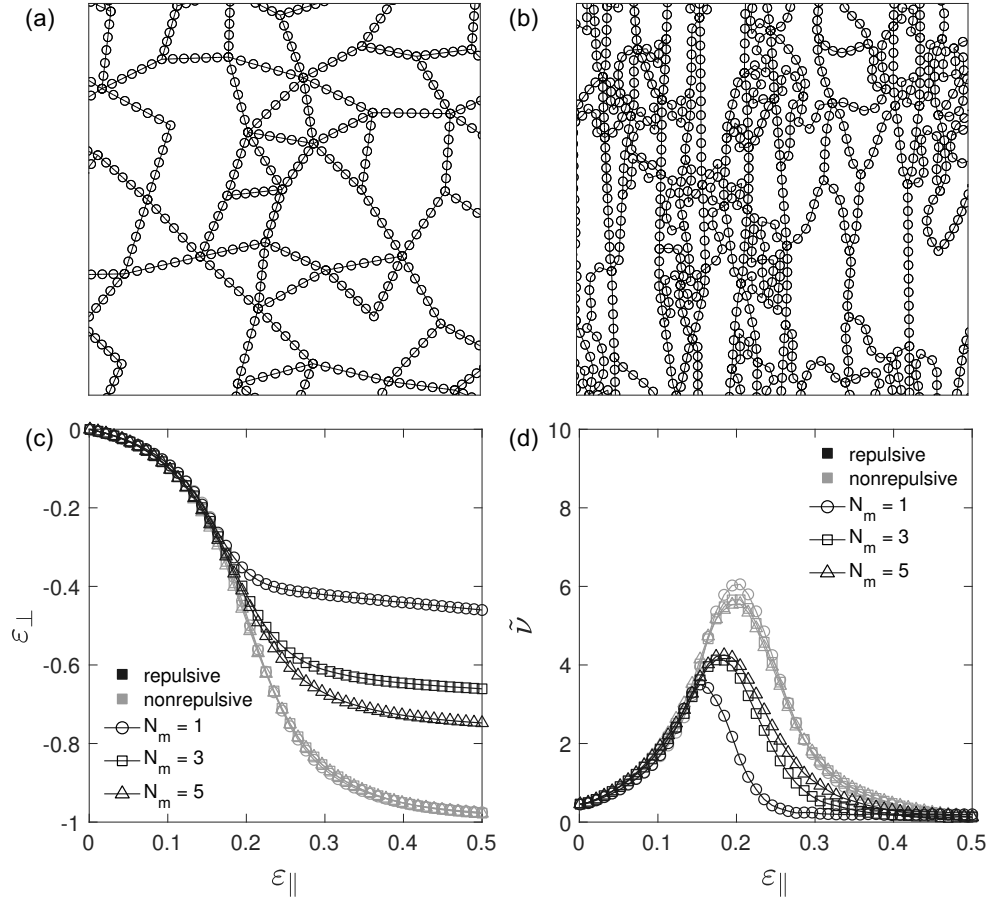 (a) (b)
(c) (d)
0
-0.2
-0.4
-0.6
-0.8
-1
ε⊥
repulsive
nonrepulsive
N_m = 1
N_m = 3
N_m = 5
0 0.1 0.2 0.3 0.4 0.5
ε∥
10
8
6
4
2
0
ν̃
repulsive
nonrepulsive
N_m = 1
N_m = 3
N_m = 5
0 0.1 0.2 0.3 0.4 0.5
ε∥